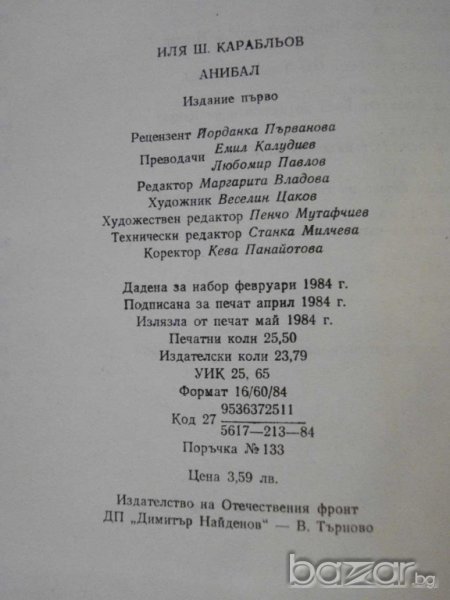 ИЛЯ Ш. КАРАБЛЬОВ
АНИБАЛ
Издание първо
Рецензент Йорданка Първанова
Преводачи Емил Калудиев
Любомир Павлов
Редактор Маргарита Владова
Художник Веселин Цаков
Художествен редактор Пенчо Мутафчиев
Технически редактор Станка Милчева
Коректор Кева Панайотова
Дадена за набор февруари 1984 г.
Подписана за печат април 1984 г.
Излязла от печат май 1984 г.
Печатни коли 25,50
Издателски коли 23,79
УИК 25, 65
Формат 16/60/84
Код 27 9536372511
5617—213—84
Поръчка № 133
Цена 3,59 лв.
Издателство на Отечествения фронт
ДП „Димитър Найденов“ — В. Търново
bazar.bg